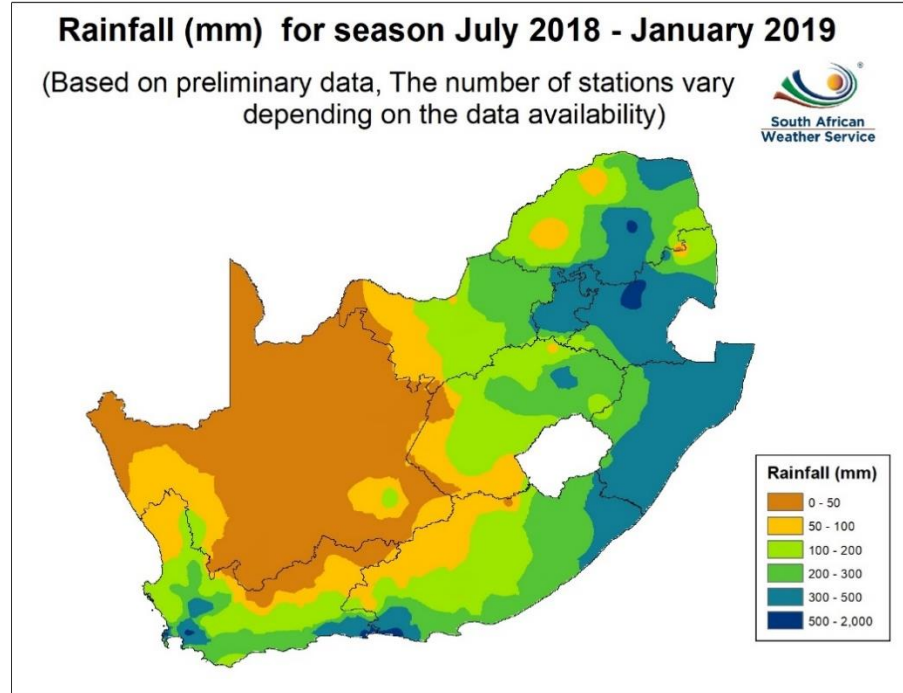 Rainfall (mm)  for season July 2018 - January 2019
(Based on preliminary data, The number of stations vary
depending on the data availability)
®
South African
Weather Service
Rainfall (mm)
0 - 50
50 - 100
100 - 200
200 - 300
300 - 500
500 - 2,000